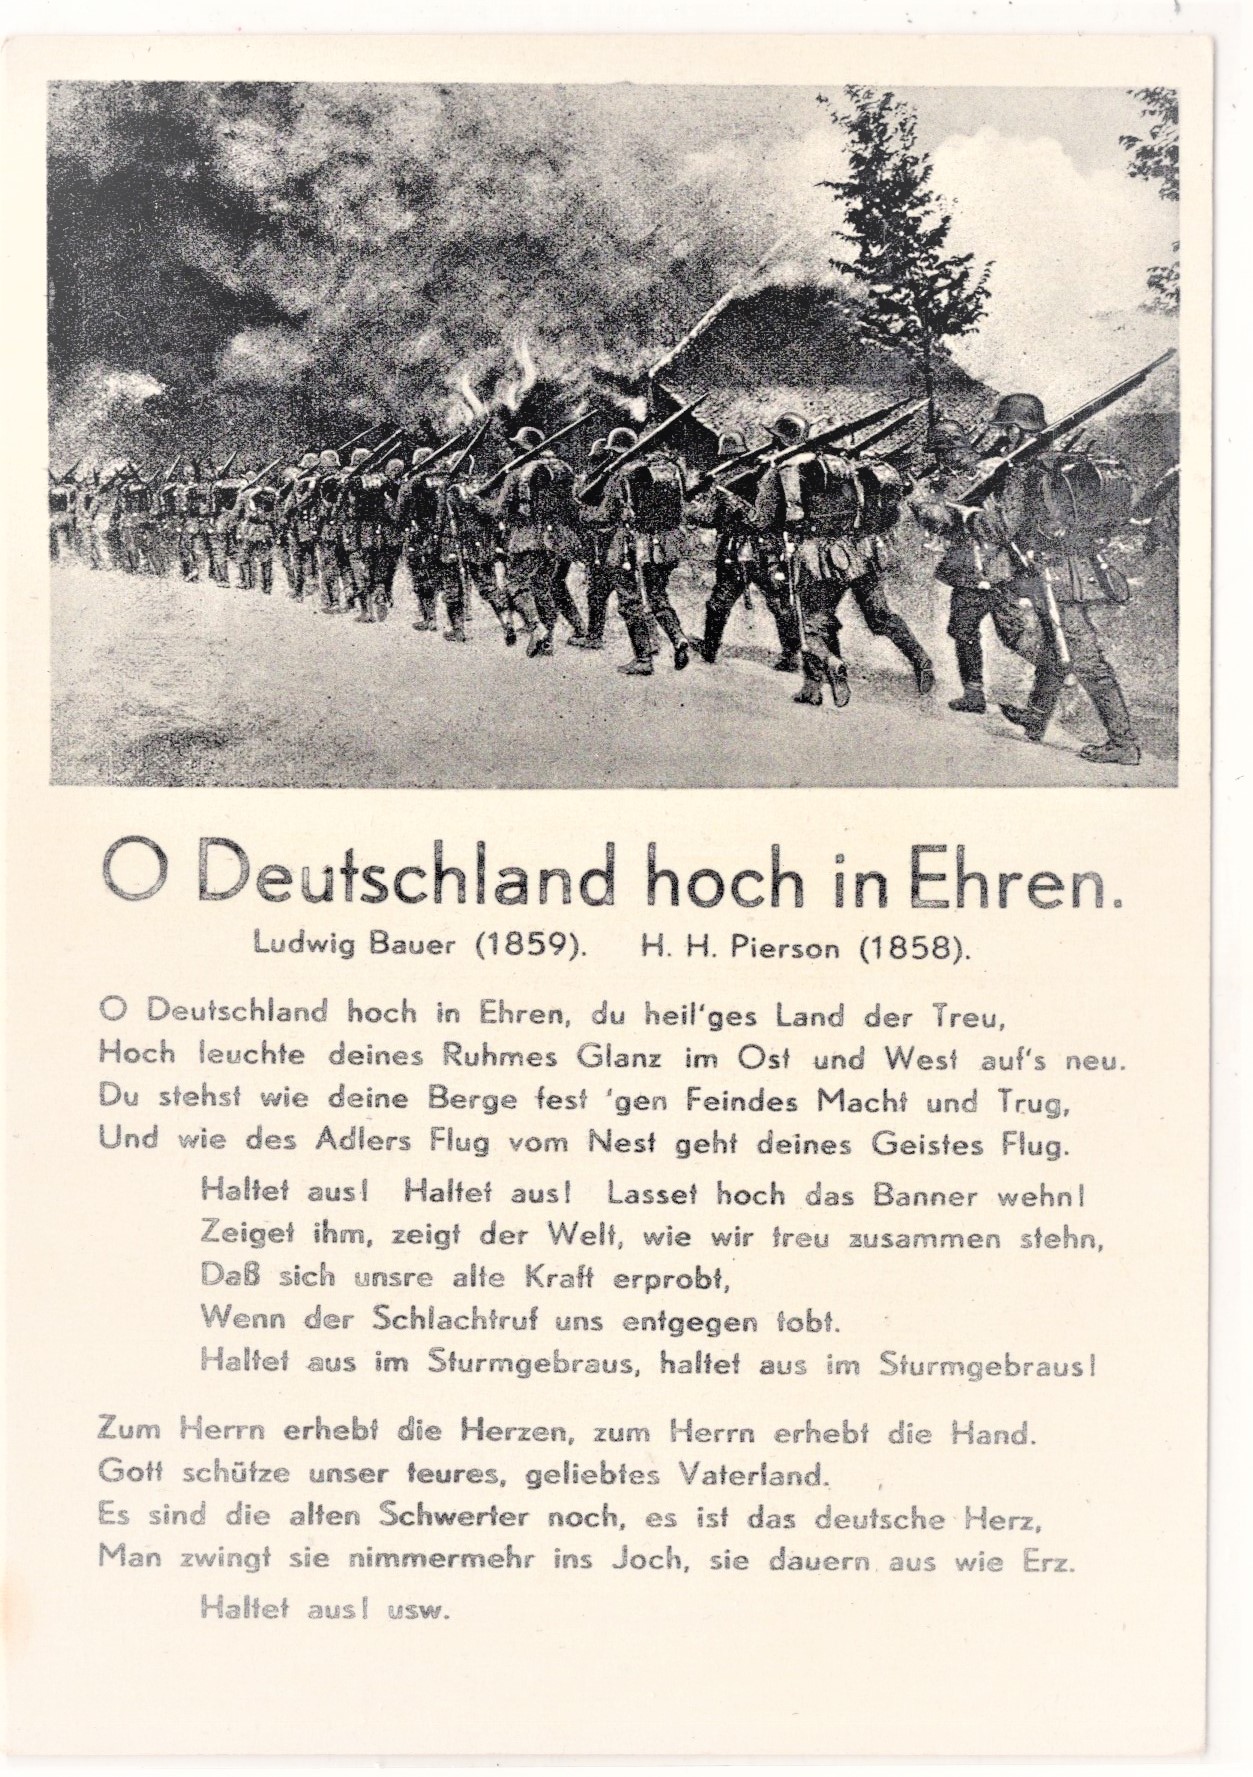 O Deutschland hoch in Ehren.
Ludwig Bauer (1859). H. H. Pierson (1858).
O Deutschland hoch in Ehren, du heil'ges Land der Treu,
Hoch leuchte deines Ruhmes Glanz im Ost und West auf's neu.
Du stehst wie deine Berge fest 'gen Feindes Macht und Trug,
Und wie des Adlers Flug vom Nest geht deines Geistes Flug.
Haltet aus! Haltet aus! Lasset hoch das Banner wehn!
Zeiget ihm, zeigt der Welt, wie wir treu zusammen stehn,
Daß sich unsre alte Kraft erprobt,
Wenn der Schlachtruf uns entgegen tobt.
Haltet aus im Sturmgebraus, haltet aus im Sturmgebraus!
Zum Herrn erhebt die Herzen, zum Herrn erhebt die Hand.
Gott schütze unser teures, geliebtes Vaterland.
Es sind die alten Schwerter noch, es ist das deutsche Herz,
Man zwingt sie nimmermehr ins Joch, sie dauern aus wie Erz.
Haltet aus! usw.